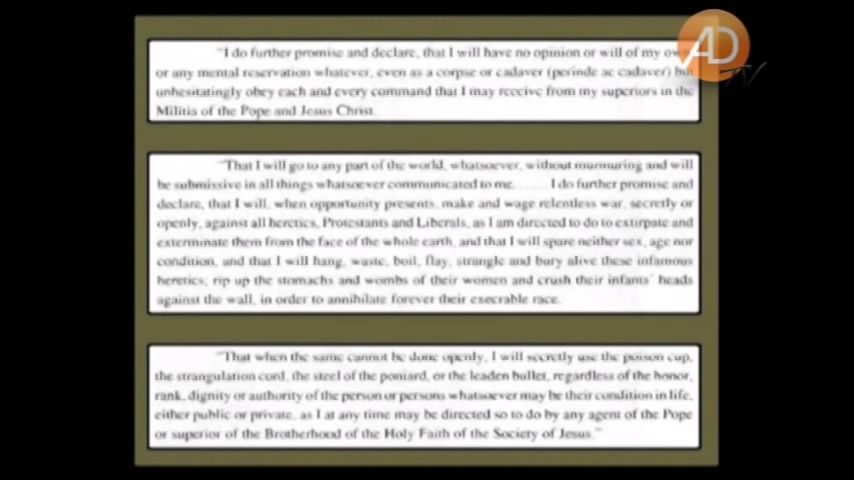 AD
TV
"I do further promise and declare, that I will have no opinion or will of my own
or any mental reservation whatever, even as a corpse or cadaver (perinde ac cadaver) but
unhesitatingly obey each and every command that I may receive from my superiors in the
Militia of the Pope and Jesus Christ.
"That I will go to any part of the world, whatsoever, without murmuring and will
be submissive in all things whatsoever communicated to me. ..... I do further promise and
declare, that I will, when opportunity presents, make and wage relentless war, secretly or
openly, against all heretics, Protestants and Liberals, as I am directed to do to extirpate and
exterminate them from the face of the whole earth, and that I will spare neither sex, age nor
condition, and that I will hang, waste, boil, flay, strangle and bury alive these infamous
heretics; rip up the stomachs and wombs of their women and crush their infants' heads
against the wall, in order to annihilate forever their execrable race.
"That when the same cannot be done openly, I will secretly use the poison cup,
the strangulation cord, the steel of the poniard, or the leaden bullet, regardless of the honor,
rank, dignity or authority of the person or persons whatsoever may be their condition in life,
either public or private, as I at any time may be directed so to do by any agent of the Pope
or superior of the Brotherhood of the Holy Faith of the Society of Jesus."